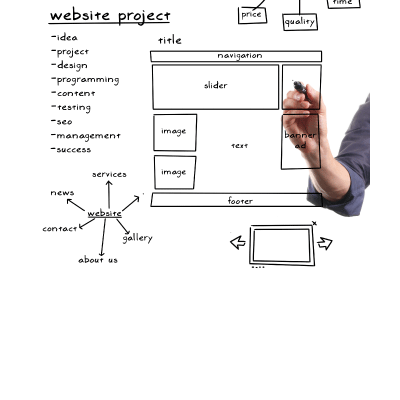 website project
-idea
-project
-design
-programming
-content
-testing
-seo
-management
-success
price
quality
time
title
navigation
slider
image
text
banner
ad
image
footer
services
news
website
contact
gallery
about us